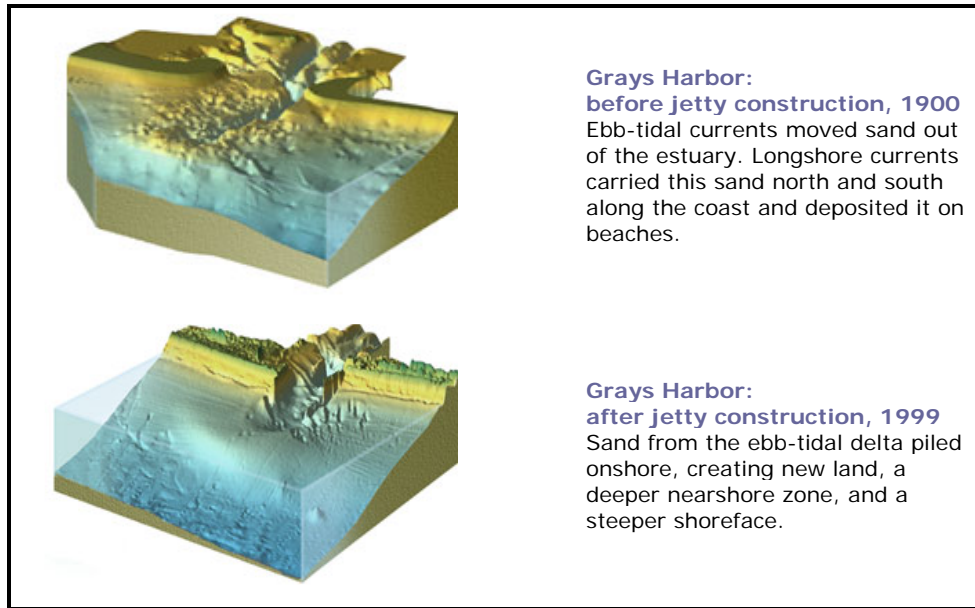 Grays Harbor:
before jetty construction, 1900
Ebb-tidal currents moved sand out
of the estuary. Longshore currents
carried this sand north and south
along the coast and deposited it on
beaches.
Grays Harbor:
after jetty construction, 1999
Sand from the ebb-tidal delta piled
onshore, creating new land, a
deeper nearshore zone, and a
steeper shoreface.